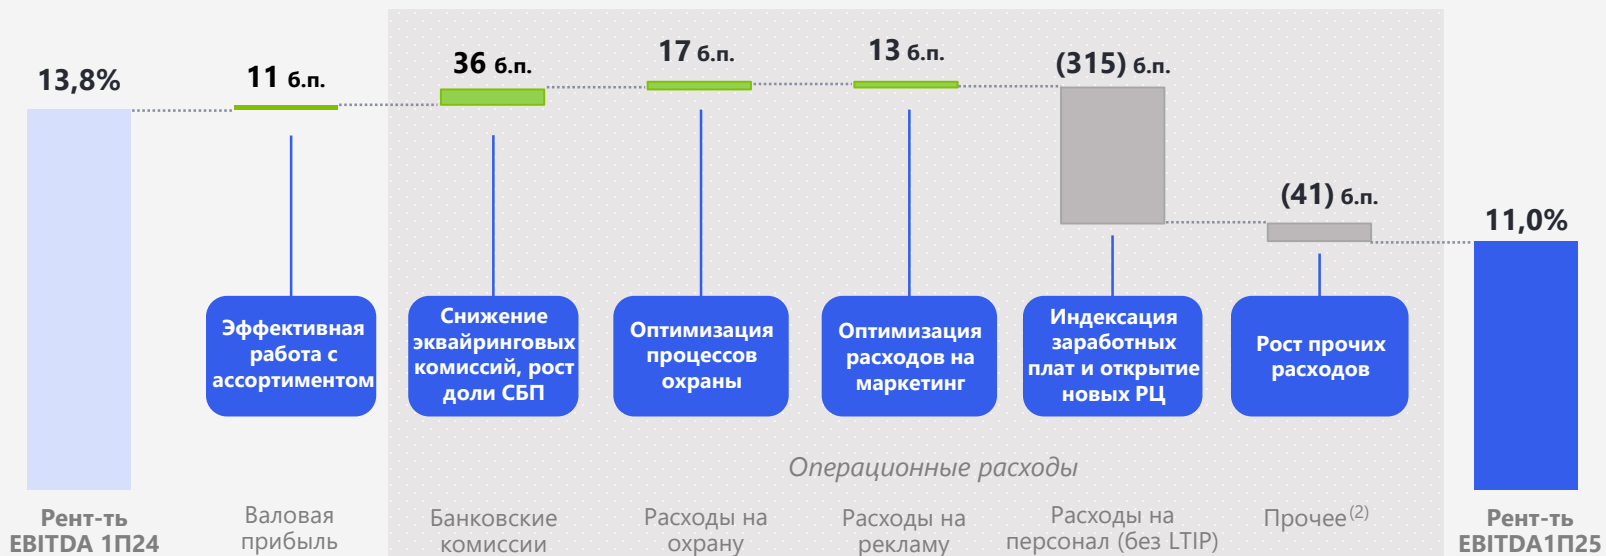 13,8%
11 б.п.
36 б.п.
17 б.п.
13 б.п.
(315) б.п.
(41) б.п.
11,0%
Эффективная
работа с
ассортиментом
Снижение
эквайринговых
комиссий, рост
доли СБП
Оптимизация
процессов
охраны
Оптимизация
расходов на
маркетинг
Индексация
заработных
плат и открытие
новых РЦ
Рост прочих
расходов
Операционные расходы
Рент-ть
EBITDA 1П24
Валовая
прибыль
Банковские
комиссии
Расходы на
охрану
Расходы на
рекламу
Расходы на
персонал (без LTIP)
Прочее(2)
Рент-ть
EBITDA1П25